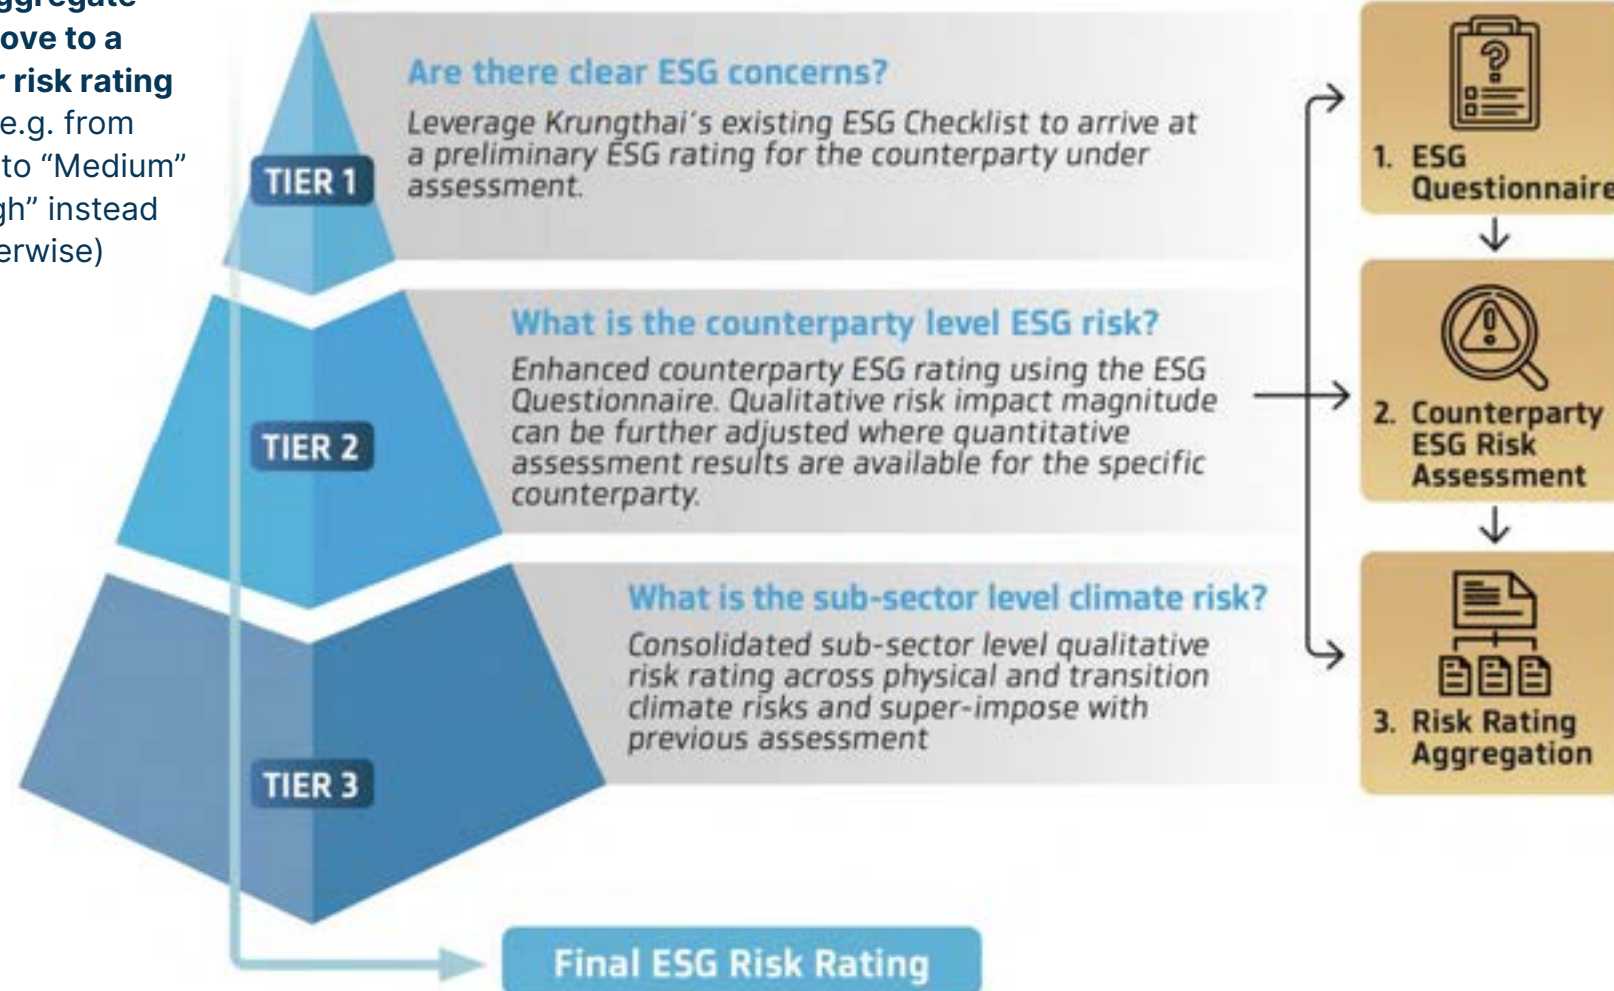 ggregate
ove to a
r risk rating
e.g. from
to “Medium”
gh” instead
erwise)
TIER 1
Are there clear ESG concerns?
Leverage Krungthai's existing ESG Checklist to arrive at
a preliminary ESG rating for the counterparty under
assessment.
TIER 2
What is the counterparty level ESG risk?
Enhanced counterparty ESG rating using the ESG
Questionnaire. Qualitative risk impact magnitude
can be further adjusted where quantitative
assessment results are available for the specific
counterparty.
TIER 3
What is the sub-sector level climate risk?
Consolidated sub-sector level qualitative
risk rating across physical and transition
climate risks and super-impose with
previous assessment
1. ESG
Questionnaire
2. Counterparty
ESG Risk
Assessment
3. Risk Rating
Aggregation
Final ESG Risk Rating